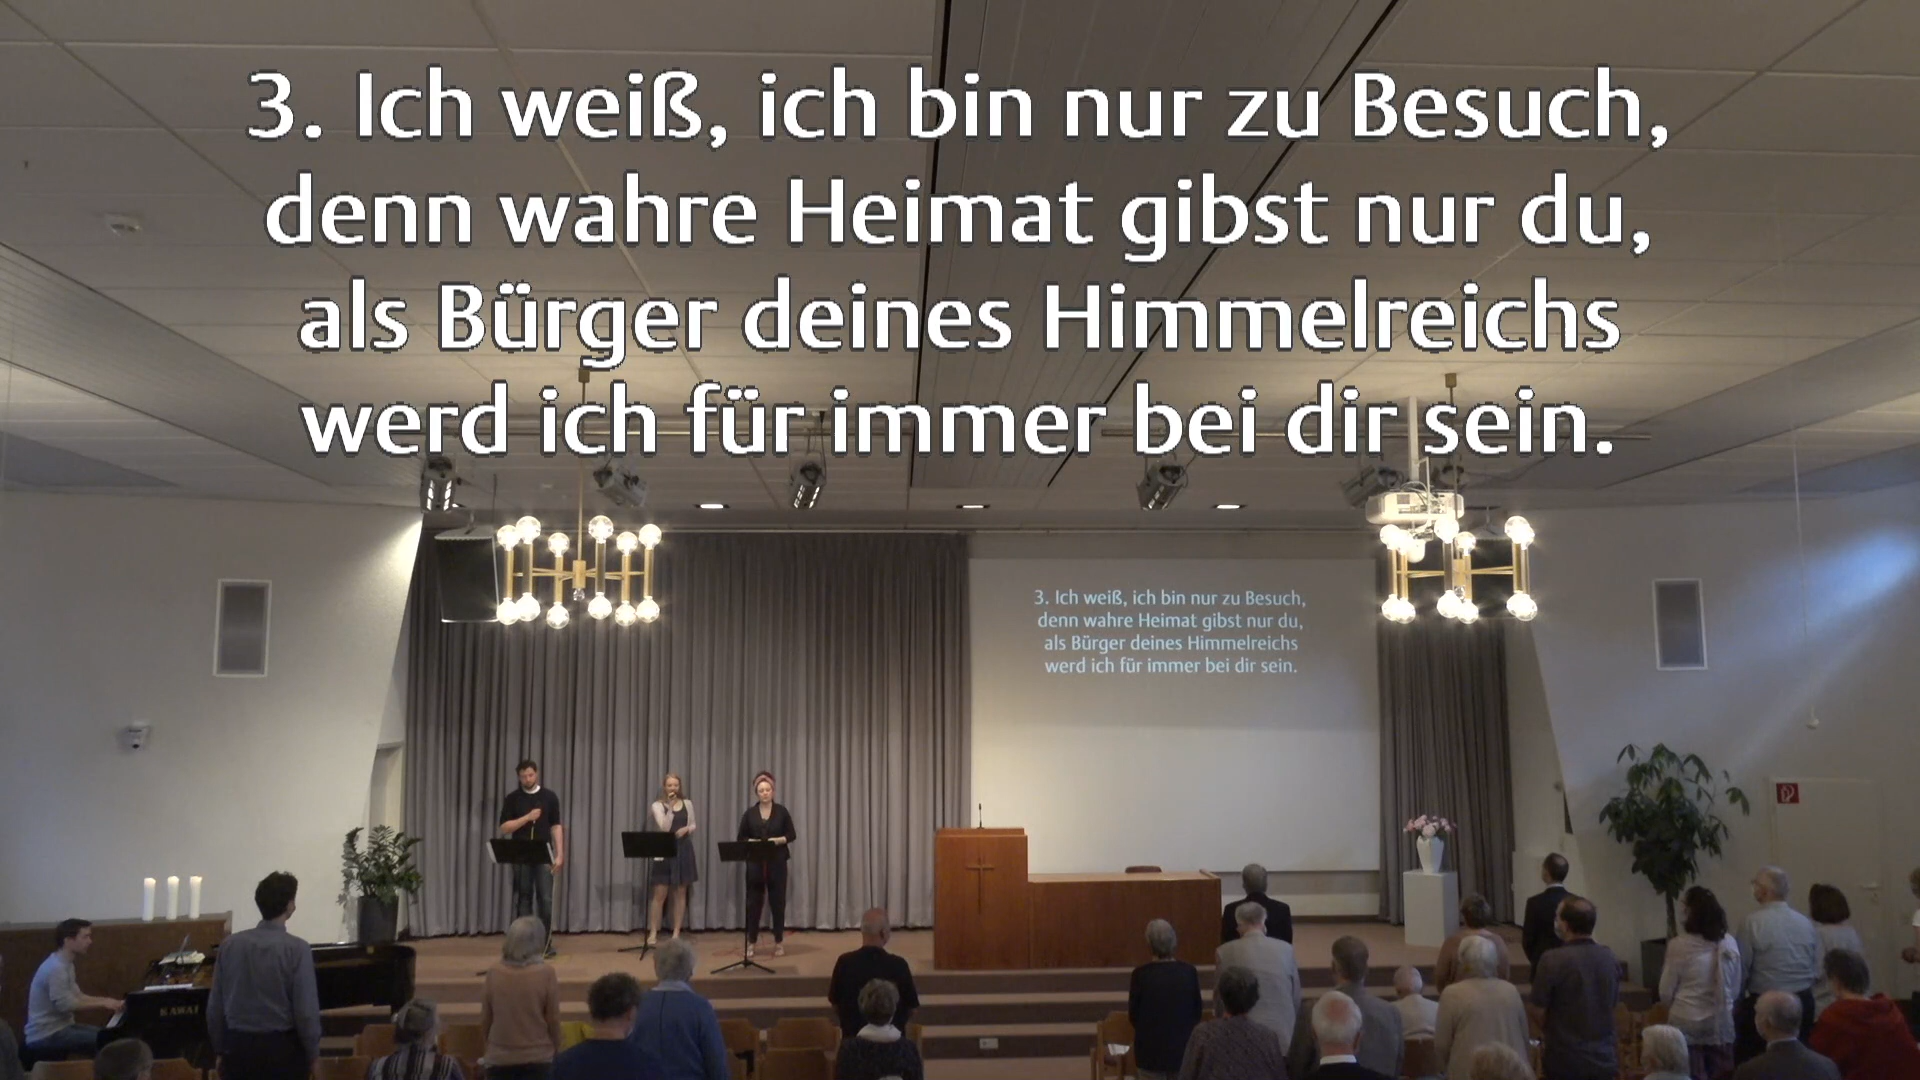 3. Ich weiß, ich bin nur zu Besuch,
denn wahre Heimat gibst nur du,
als Bürger deines Himmelreichs
werd ich für immer bei dir sein.
3. Ich weiß, ich bin nur zu Besuch,
denn wahre Heimat gibst nur du,
als Bürger deines Himmelreichs
werd ich für immer bei dir sein.
KAWAI